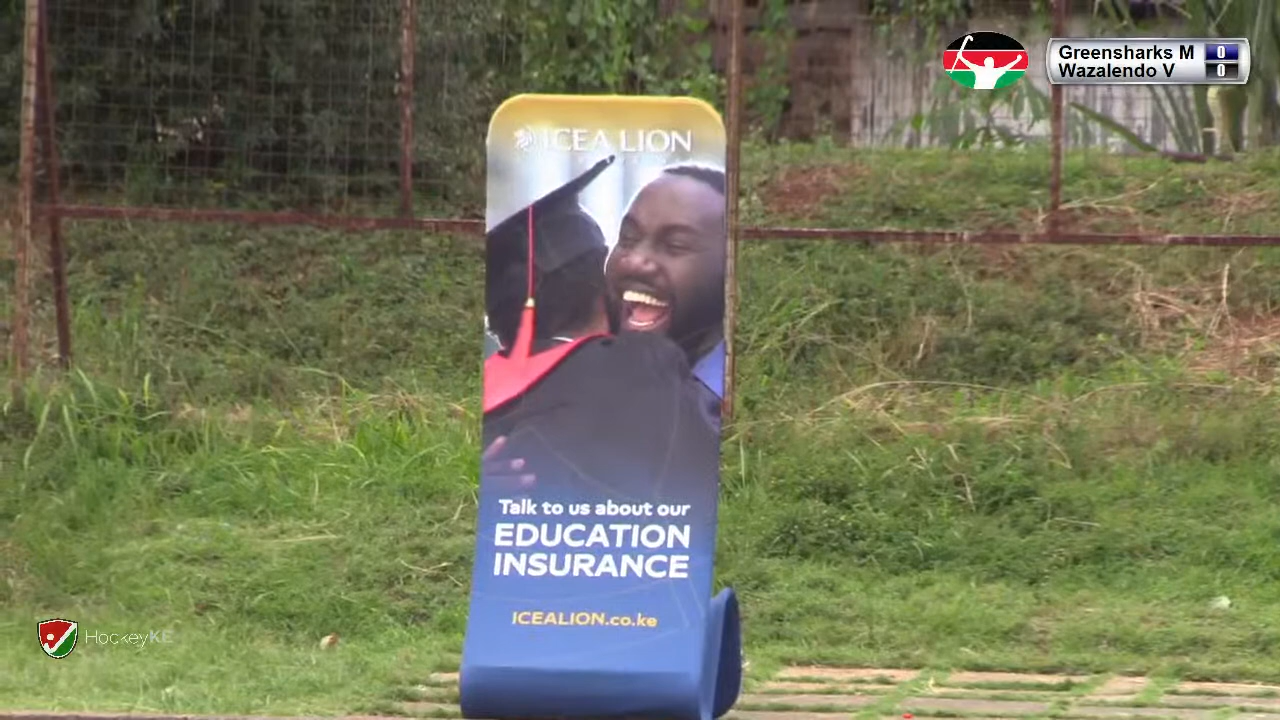 Greensharks M 0
Wazalendo V 0
ICEA LION
Talk to us about our
EDUCATION
INSURANCE
ICEALION.co.ke
HockeyKE